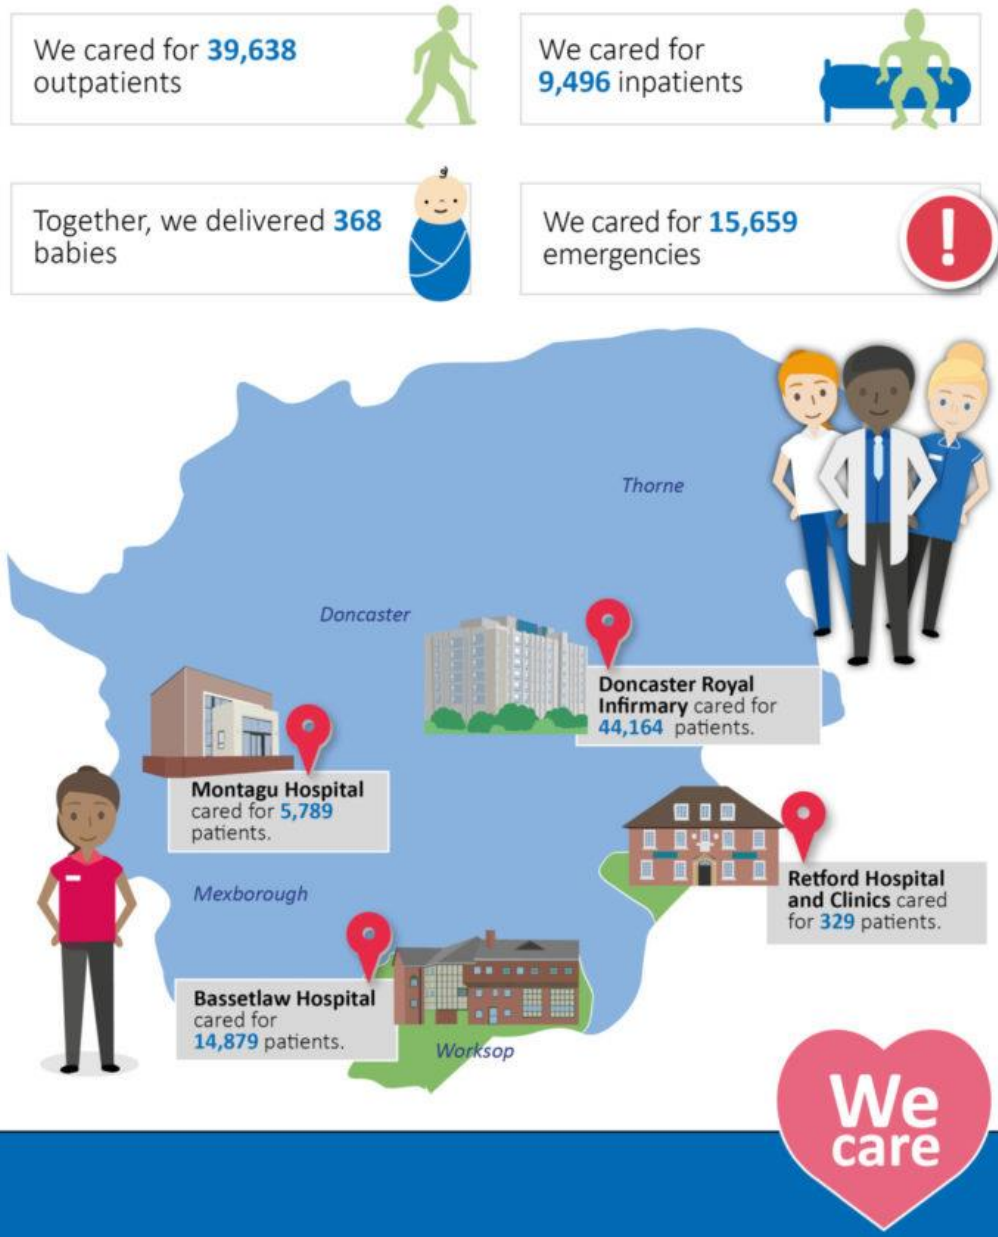 We cared for 39,638
outpatients
We cared for
9,496 inpatients
Together, we delivered 368
babies
We cared for 15,659
emergencies
!
Thorne
Doncaster
Doncaster Royal
Infirmary cared for
44,164 patients.
Montagu Hospital
cared for 5,789
patients.
Mexborough
Retford Hospital
and Clinics cared
for 329 patients.
Bassetlaw Hospital
cared for
14,879 patients.
Worksop
We
care